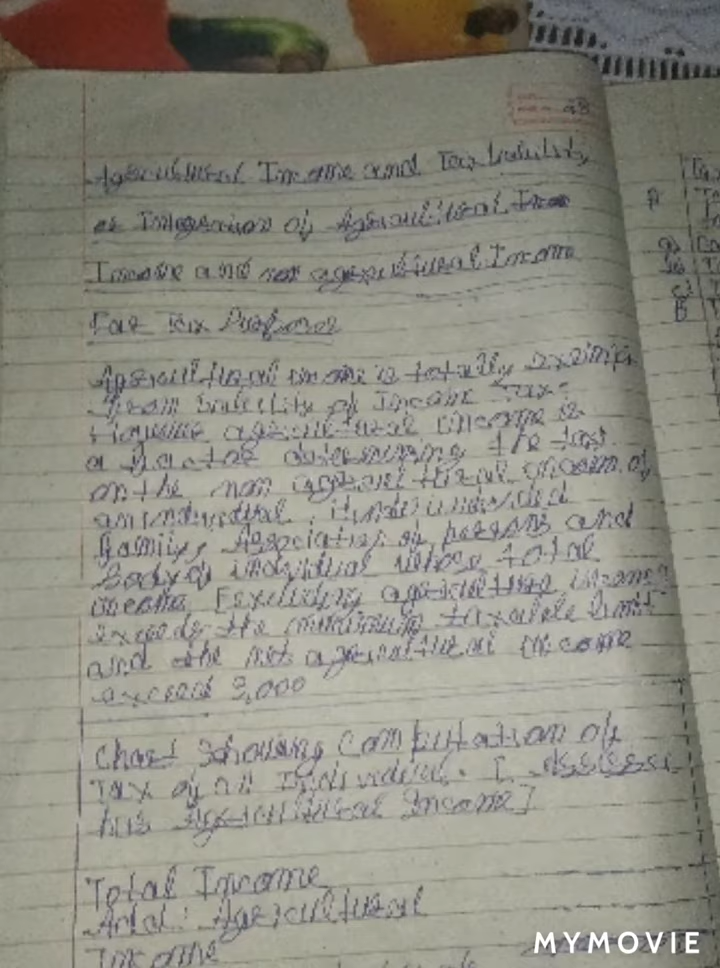 Agricultural Income and Tax liability
or Integration of Agricultural
Income and non agricultural Income
For Tax Purpose
Agricultural income is totally exempt
from liability of Income Tax.
However agricultural income is
a factor determining the tax
on the non agricultural income of
an individual, Hindu undivided
family, Association of persons and
body of individual whose total
income [excluding agriculture income]
exceeds the minimum taxable limit
and the net agricultural income
exceed 5,000
Chart Showing Computation of
Tax of an Individual. [
his Agricultural Income]
Total Income
Add: Agricultural
Income
MYMOVIE